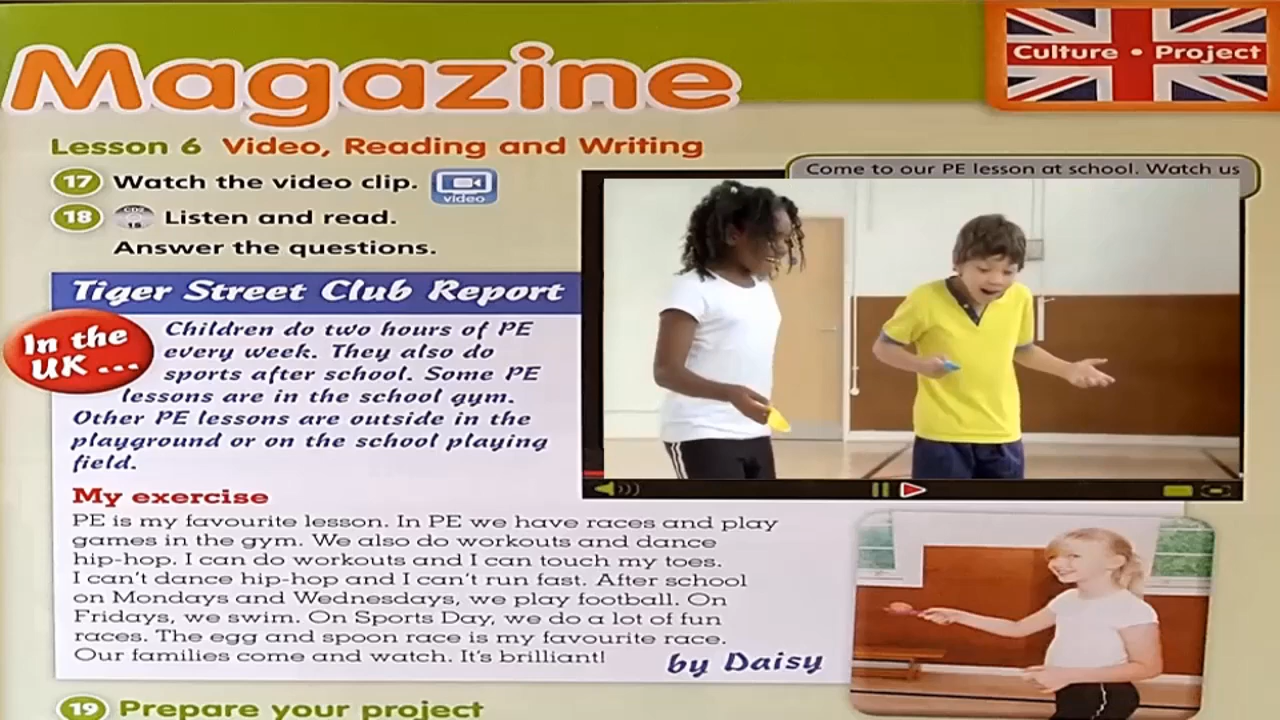 Magazine
Culture • Project
Lesson 6 Video, Reading and Writing
17 Watch the video clip.
video
18 Listen and read.
Answer the questions.
Come to our PE lesson at school. Watch us
Tiger Street Club Report
In the
UK ...
Children do two hours of PE
every week. They also do
sports after school. Some PE
lessons are in the school gym.
Other PE lessons are outside in the
playground or on the school playing
field.
My exercise
PE is my favourite lesson. In PE we have races and play
games in the gym. We also do workouts and dance
hip-hop. I can do workouts and I can touch my toes.
I can't dance hip-hop and I can't run fast. After school
on Mondays and Wednesdays, we play football. On
Fridays, we swim. On Sports Day, we do a lot of fun
races. The egg and spoon race is my favourite race.
Our families come and watch. It's brilliant!
by Daisy
19 Prepare your project